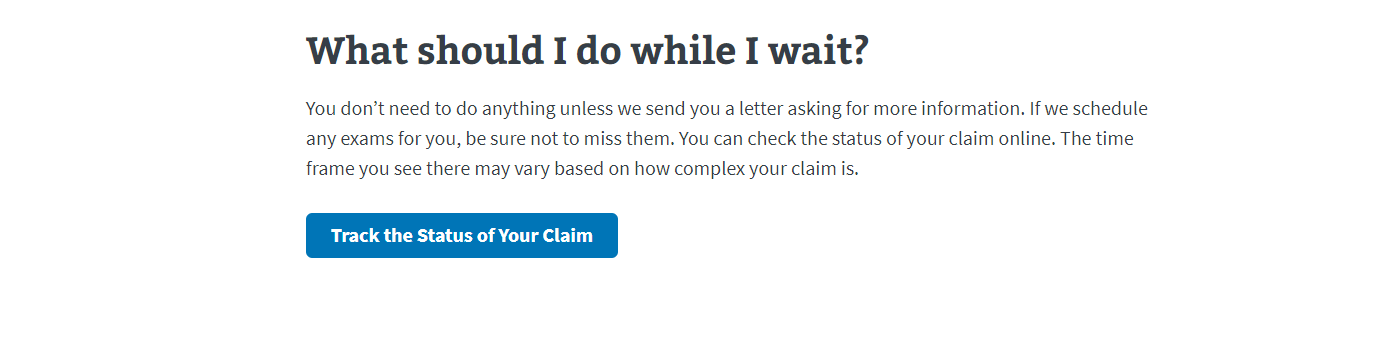 What should I do while I wait?
You don’t need to do anything unless we send you a letter asking for more information. If we schedule
any exams for you, be sure not to miss them. You can check the status of your claim online. The time
frame you see there may vary based on how complex your claim is.
Track the Status of Your Claim